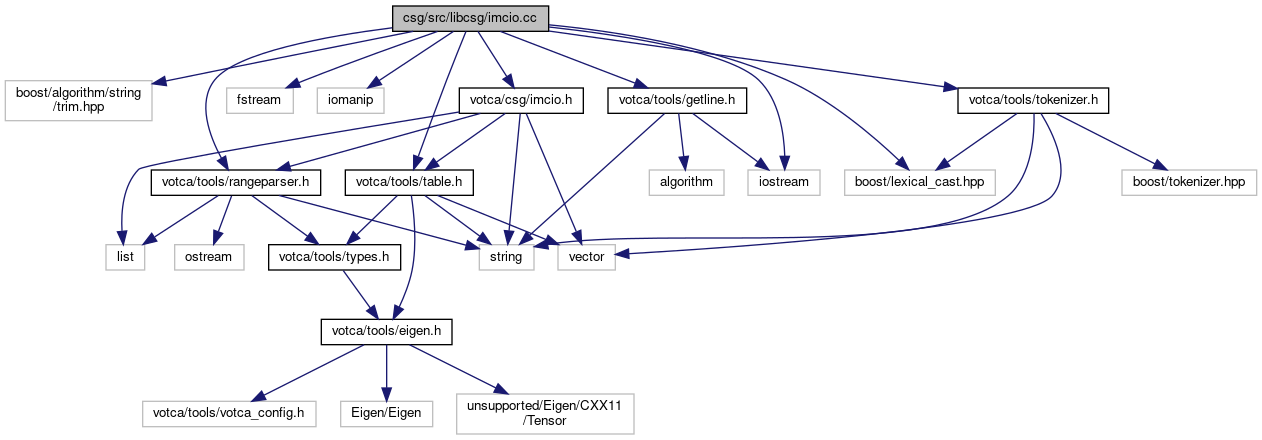 csg/src/libcsg/imcio.cc
boost/algorithm/string
/trim.hpp
fstream
iomanip
votca/csg/imcio.h
votca/tools/getline.h
votca/tools/tokenizer.h
votca/tools/rangeparser.h
votca/tools/table.h
algorithm
iostream
boost/lexical_cast.hpp
boost/tokenizer.hpp
list
ostream
votca/tools/types.h
string
vector
votca/tools/eigen.h
votca/tools/votca_config.h
Eigen/Eigen
unsupported/Eigen/CXX11
/Tensor